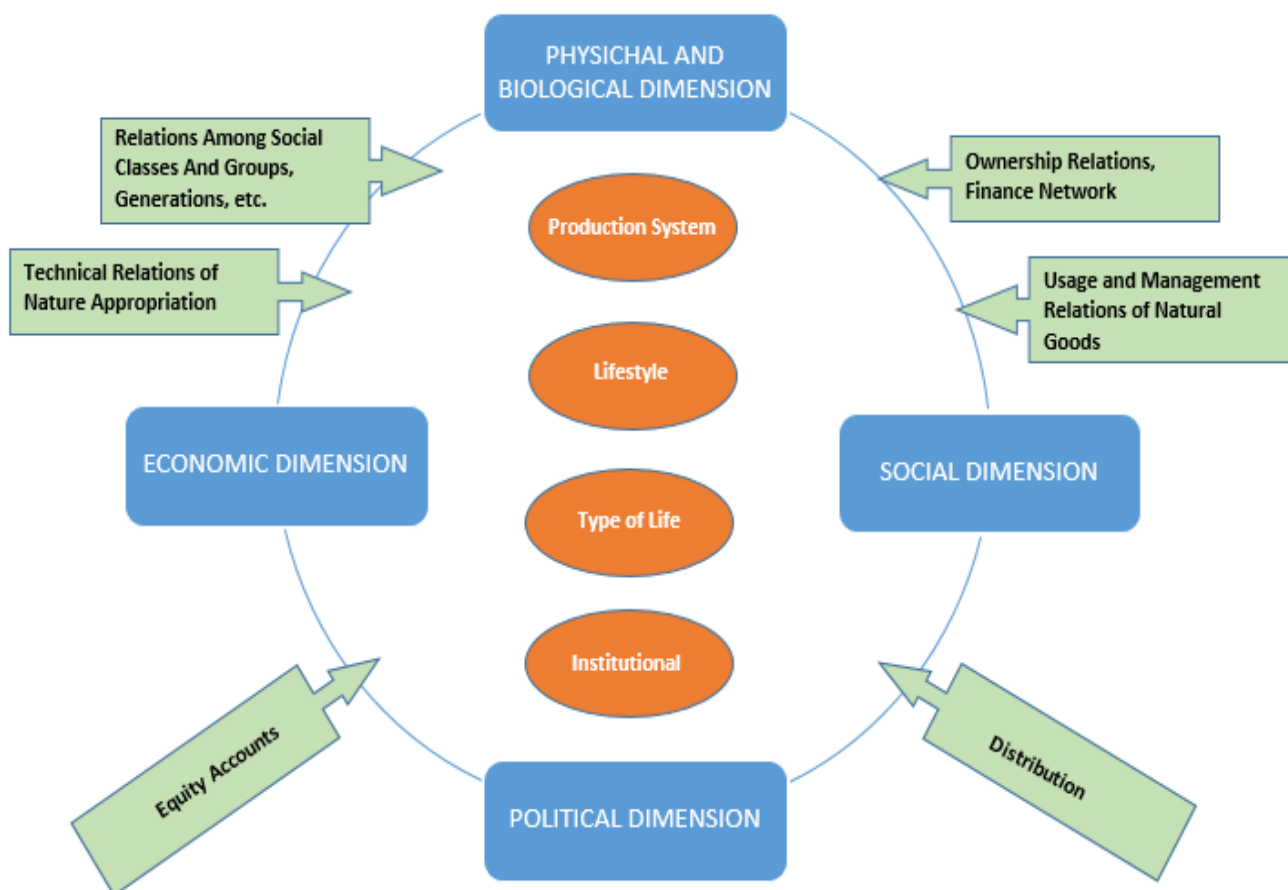 PHYSICHAL AND
BIOLOGICAL DIMENSION
Relations Among Social
Classes And Groups,
Generations, etc.
Ownership Relations,
Finance Network
Production System
Technical Relations of
Nature Appropriation
Usage and Management
Relations of Natural
Goods
Lifestyle
ECONOMIC DIMENSION
SOCIAL DIMENSION
Type of Life
Institutional
Equity Accounts
Distribution
POLITICAL DIMENSION